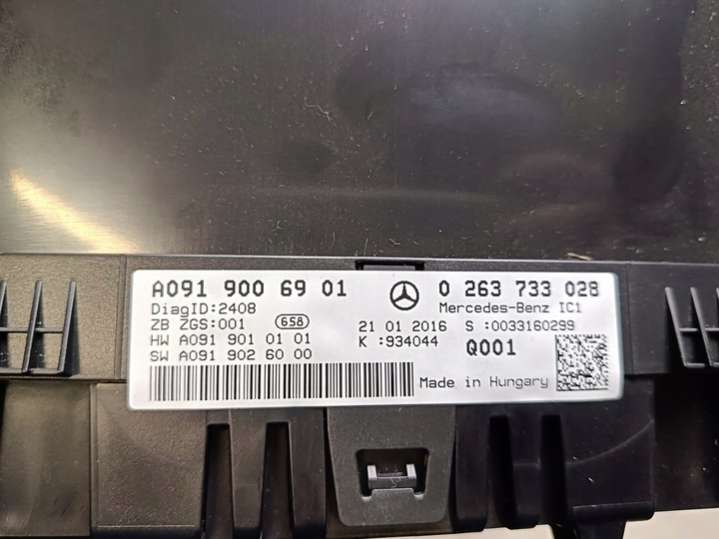 A091 900 69 01 0 263 733 028
DiagID:2408 Mercedes-Benz IC1
ZB ZGS:001 658 21 01 2016 S :0033160299
HW A091 901 01 01 K :934044 Q001
SW A091 902 60 00
Made in Hungary